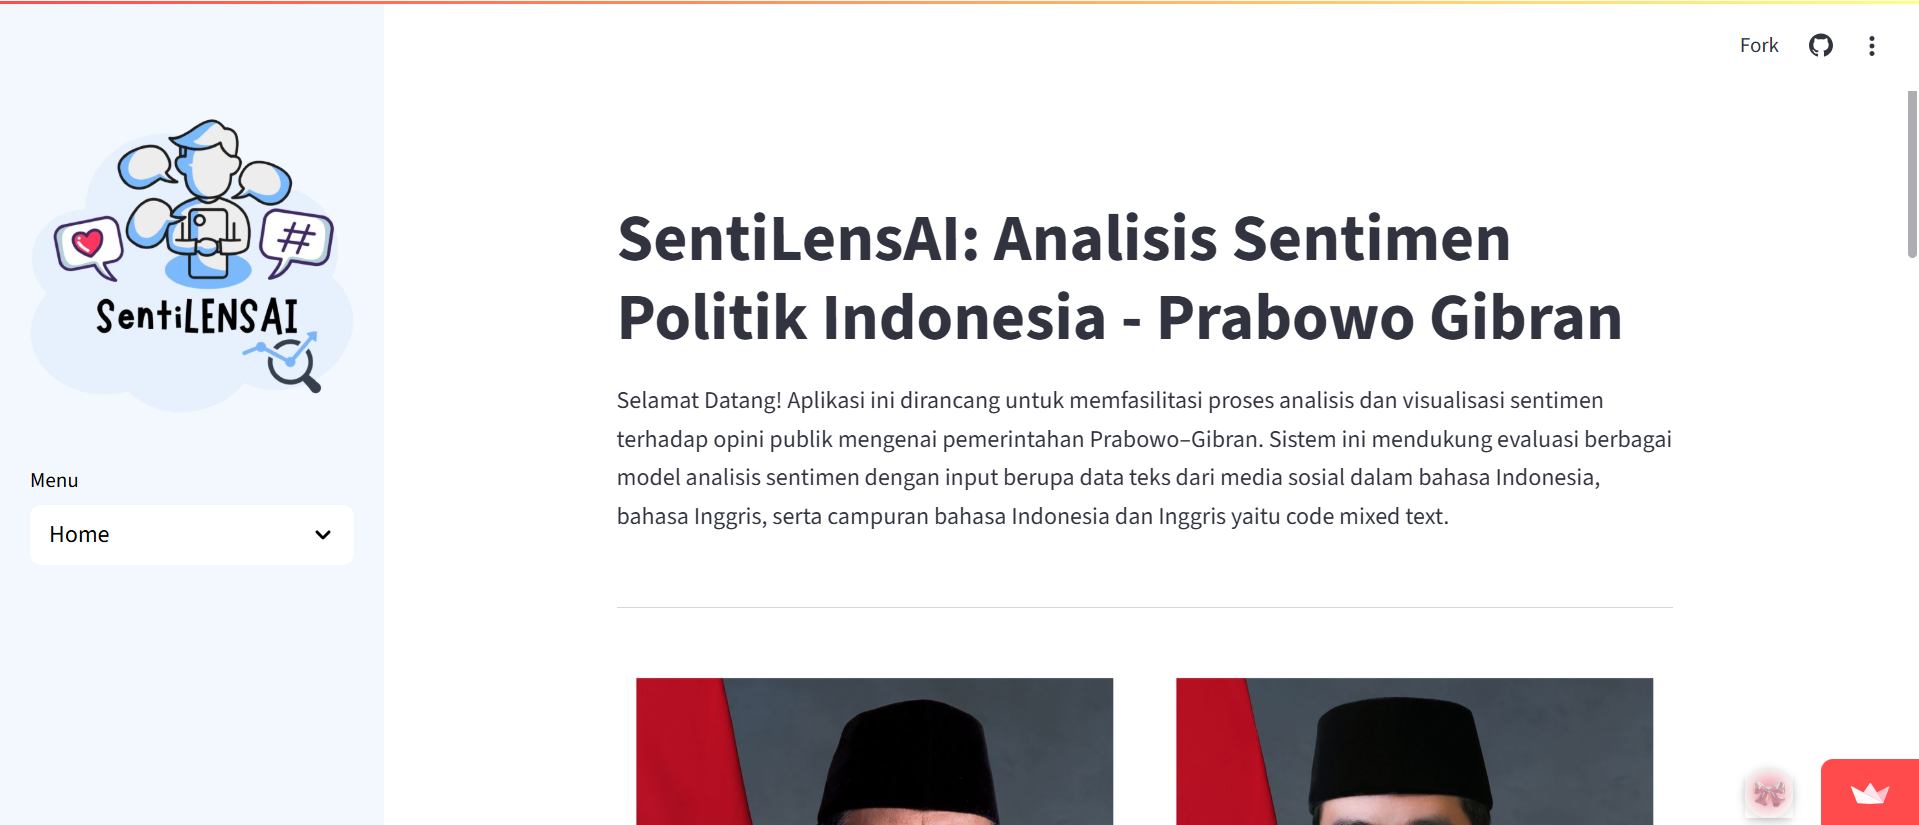 Fork
#
SentiLENSAI
Menu
Home
SentiLensAI: Analisis Sentimen
Politik Indonesia - Prabowo Gibran
Selamat Datang! Aplikasi ini dirancang untuk memfasilitasi proses analisis dan visualisasi sentimen
terhadap opini publik mengenai pemerintahan Prabowo–Gibran. Sistem ini mendukung evaluasi berbagai
model analisis sentimen dengan input berupa data teks dari media sosial dalam bahasa Indonesia,
bahasa Inggris, serta campuran bahasa Indonesia dan Inggris yaitu code mixed text.